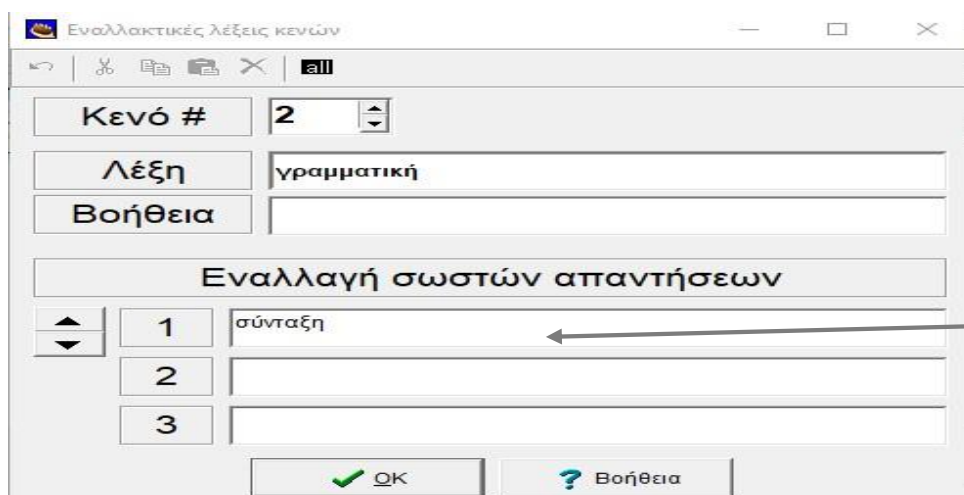 Εναλλακτικές λέξεις κενών
all
Κενό # 2
Λέξη γραμματική
Βοήθεια
Εναλλαγή σωστών απαντήσεων
1 σύνταξη
2
3
OK Βοήθεια